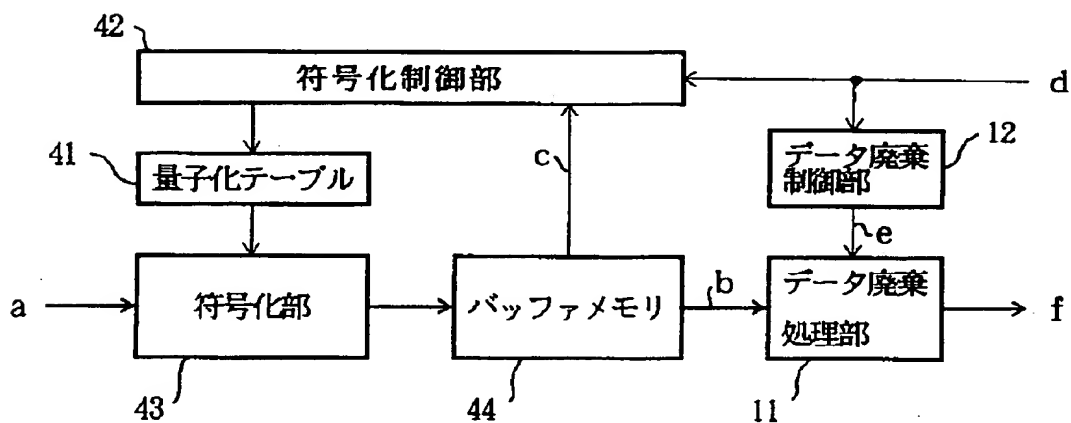 42
符号化制御部
d
41
量子化テーブル
c
12
データ廃棄
制御部
e
a
符号化部
バッファメモリ
b
データ廃棄
処理部
f
43
44
11